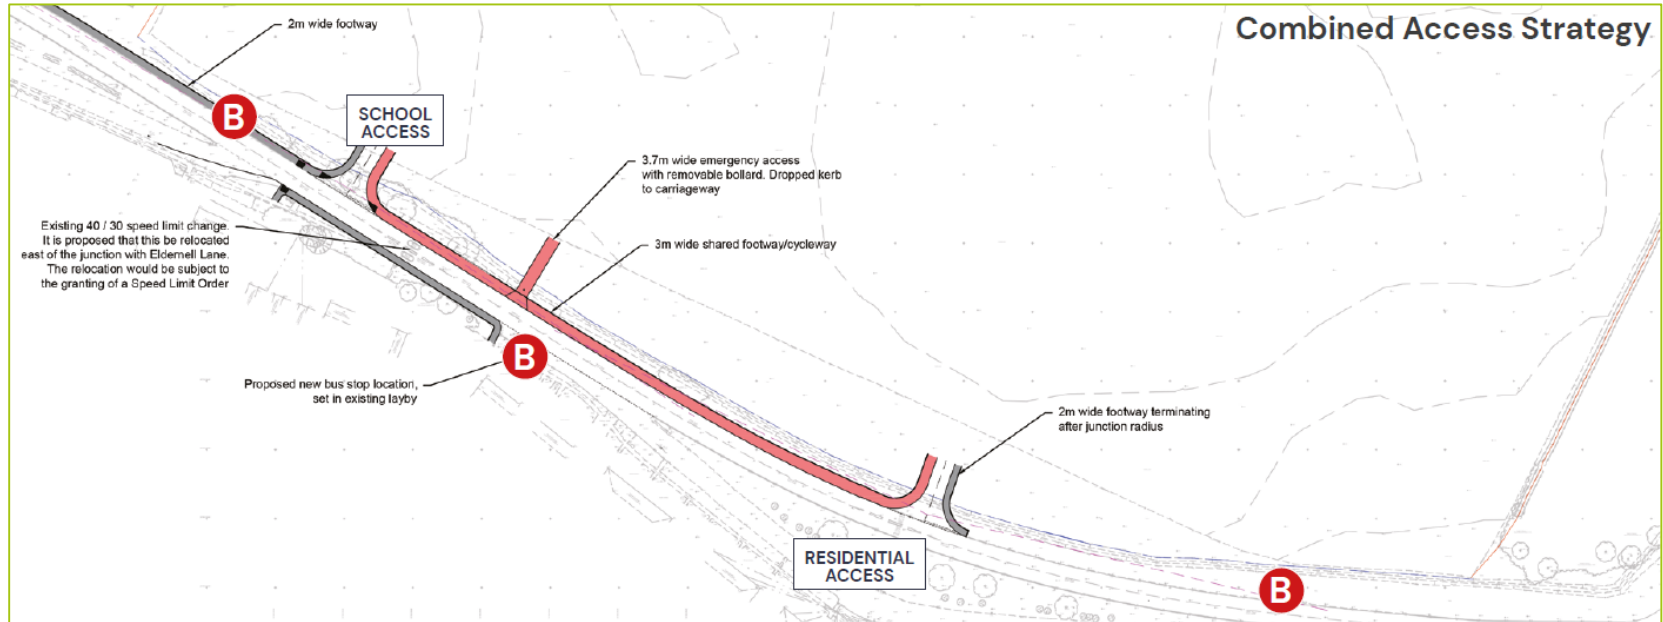 Combined Access Strategy
2m wide footway
B
SCHOOL
ACCESS
3.7m wide emergency access
with removable bollard. Dropped kerb
to carriageway
Existing 40 / 30 speed limit change.
It is proposed that this be relocated
east of the junction with Eldernell Lane.
The relocation would be subject to
the granting of a Speed Limit Order
3m wide shared footway/cycleway
B
Proposed new bus stop location,
set in existing layby
2m wide footway terminating
after junction radius
RESIDENTIAL
ACCESS
B